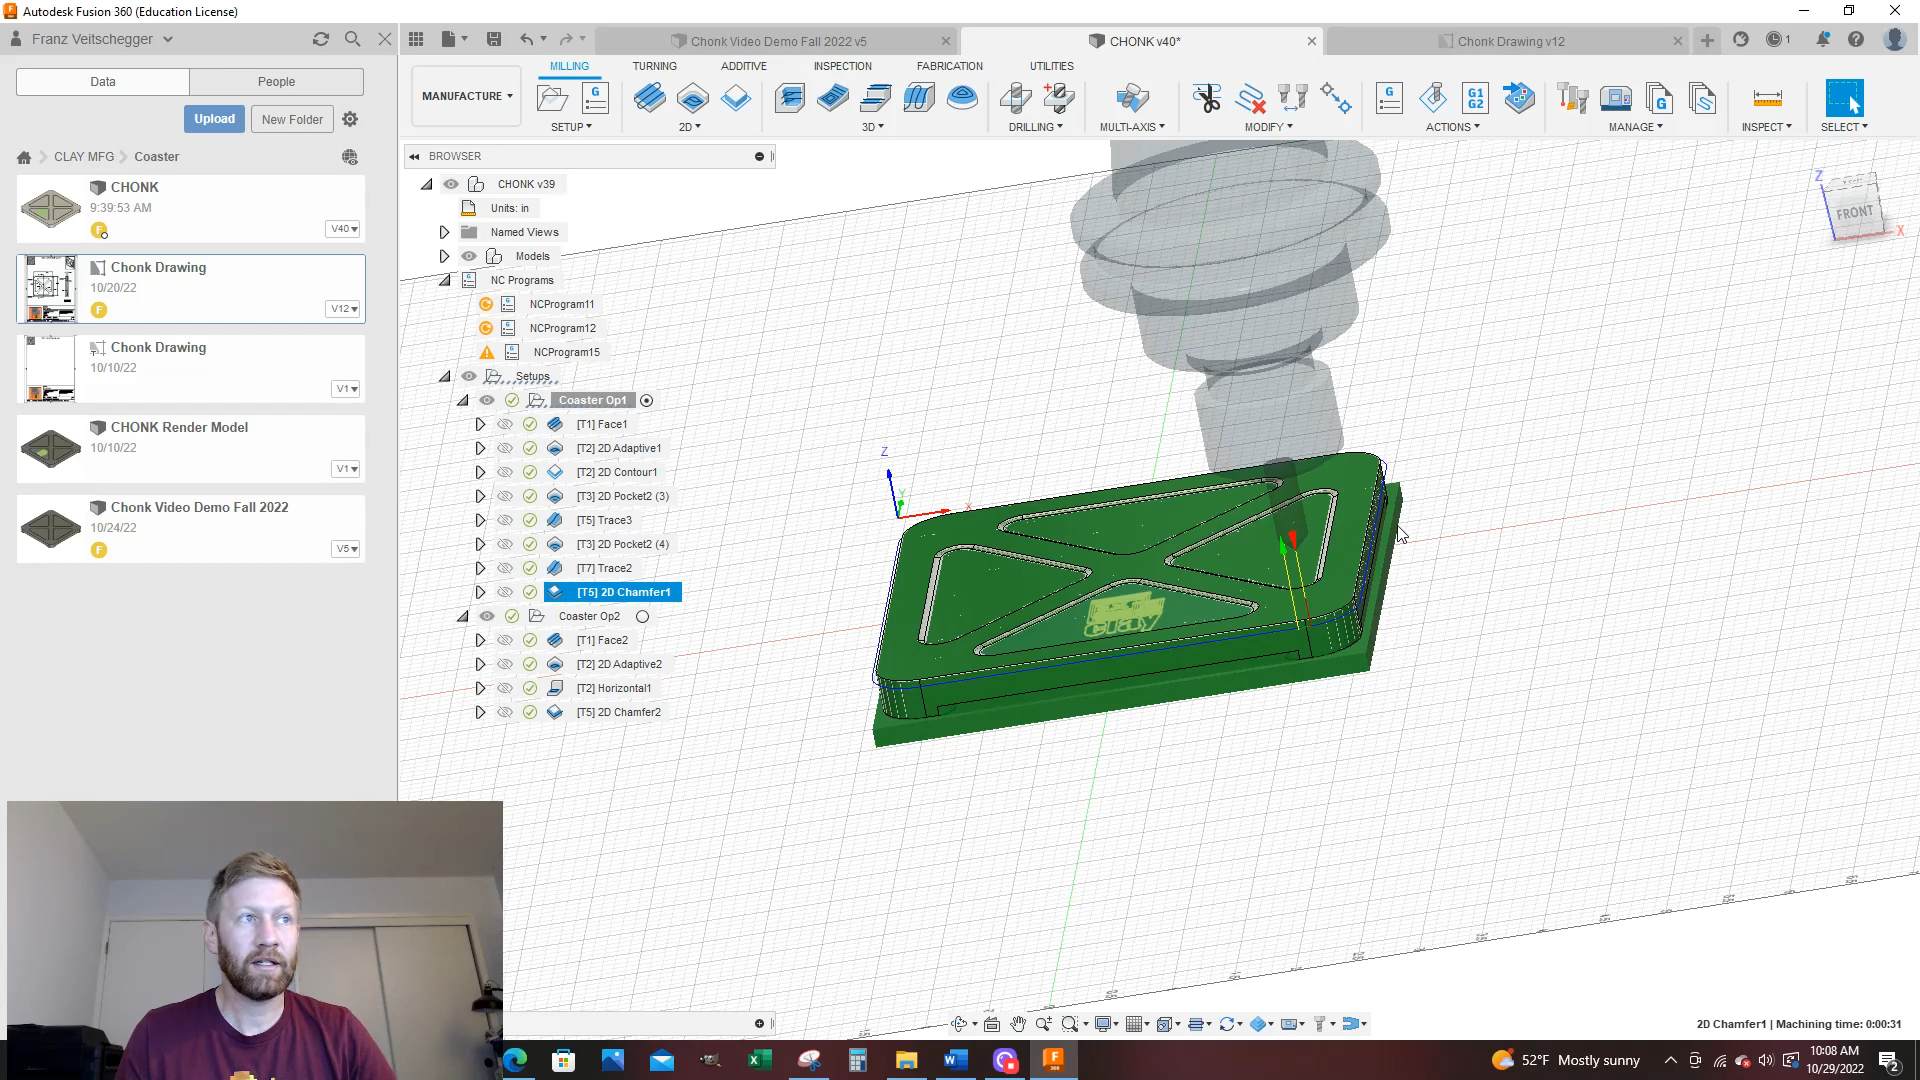 Autodesk Fusion 360 (Education License)
Franz Veitschegger
Chonk Video Demo Fall 2022 v5
CHONK v40*
Chonk Drawing v12
1
Data
People
Upload
New Folder
CLAY MFG
Coaster
CHONK
9:39:53 AM
V40
Chonk Drawing
10/20/22
V12
Chonk Drawing
10/10/22
V1
CHONK Render Model
10/10/22
V1
Chonk Video Demo Fall 2022
10/24/22
V5
MANUFACTURE
MILLING
TURNING
ADDITIVE
INSPECTION
FABRICATION
UTILITIES
SETUP
2D
3D
DRILLING
MULTI-AXIS
MODIFY
ACTIONS
MANAGE
INSPECT
SELECT
G1
G2
BROWSER
CHONK v39
Units: in
Named Views
Models
NC Programs
NCProgram11
NCProgram12
NCProgram15
Setups
Coaster Op1
[T1] Face1
[T2] 2D Adaptive1
[T2] 2D Contour1
[T3] 2D Pocket2 (3)
[T5] Trace3
[T3] 2D Pocket2 (4)
[T7] Trace2
[T5] 2D Chamfer1
Coaster Op2
[T1] Face2
[T2] 2D Adaptive2
[T2] Horizontal1
[T5] 2D Chamfer2
Z
Y
X
Z
FRONT
X
CLAY
2D Chamfer1 | Machining time: 0:00:31
52°F Mostly sunny
10:08 AM
10/29/2022
2